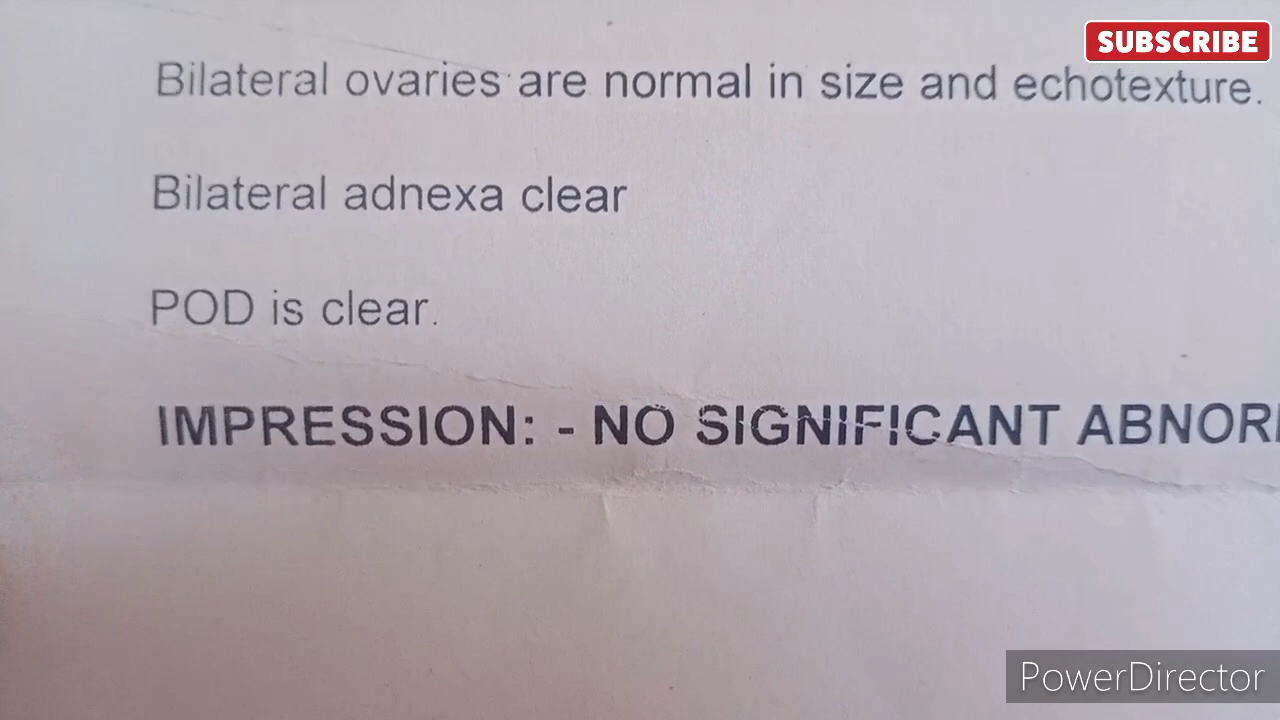 SUBSCRIBE
Bilateral ovaries are normal in size and echotexture.
Bilateral adnexa clear
POD is clear.
IMPRESSION: - NO SIGNIFICANT
PowerDirector